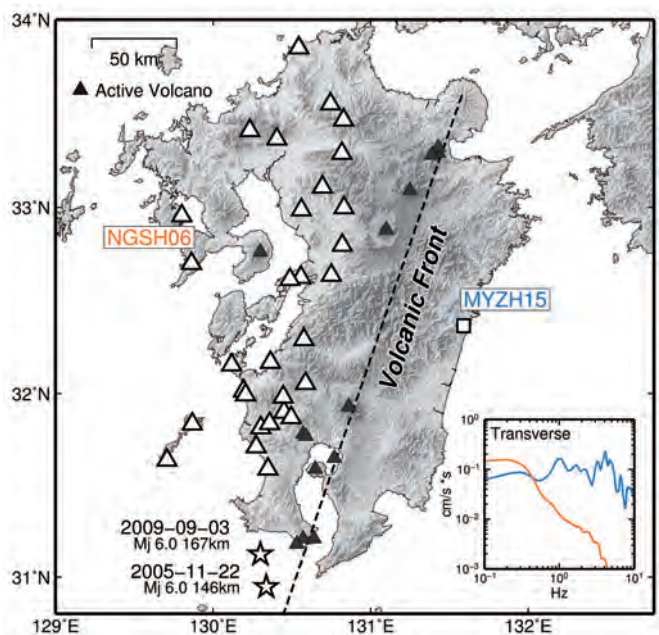 34°N
50 km
▲ Active Volcano
33°N
NGSH06
Volcanic Front
MYZH15
32°N
Transverse
10⁰
10⁻¹
10⁻²
10⁻³
cm/s *s
10⁻¹ 10⁰ 10¹
Hz
2009-09-03
Mj 6.0 167km
2005-11-22
Mj 6.0 146km
31°N
129°E 130°E 131°E 132°E